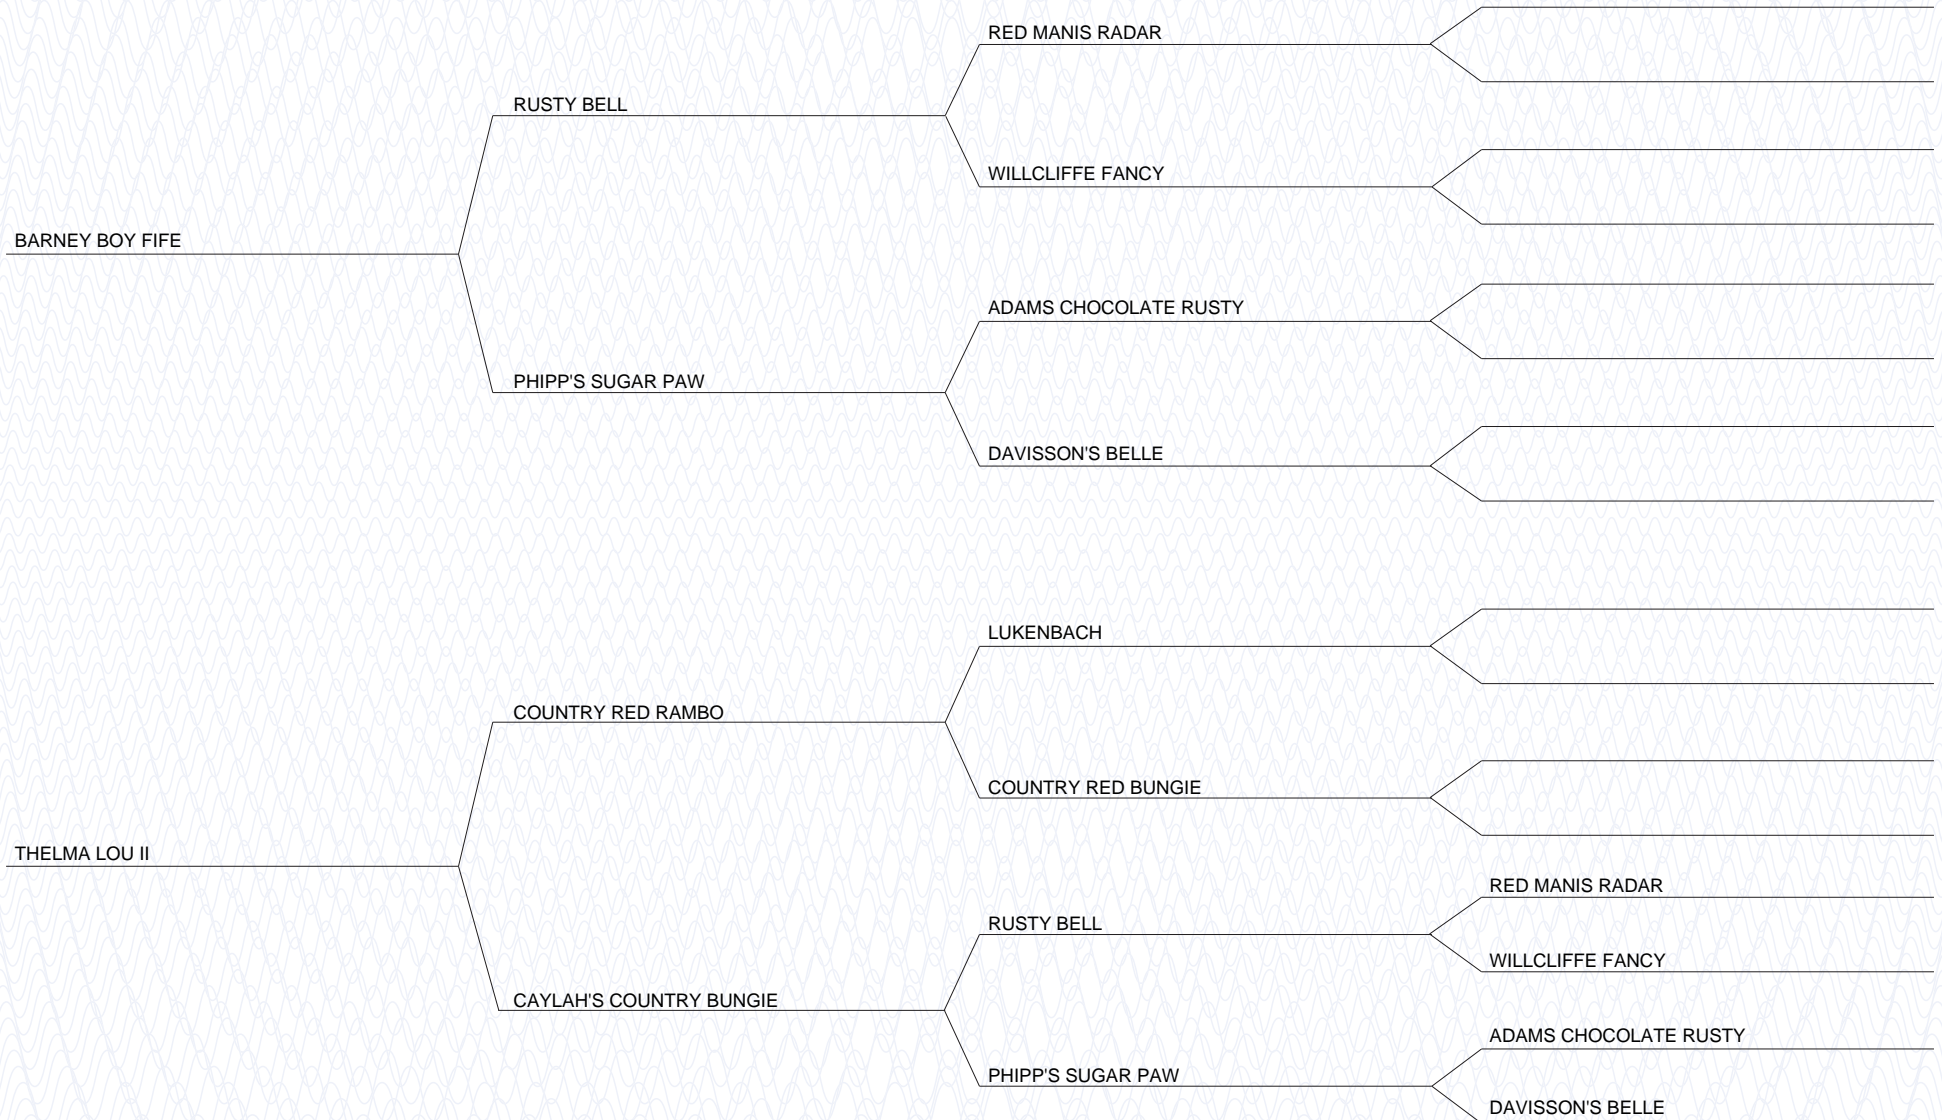 RED MANIS RADAR
RUSTY BELL
WILLCLIFFE FANCY
BARNEY BOY FIFE
ADAMS CHOCOLATE RUSTY
PHIPP'S SUGAR PAW
DAVISSON'S BELLE
LUKENBACH
COUNTRY RED RAMBO
COUNTRY RED BUNGIE
THELMA LOU II
RED MANIS RADAR
RUSTY BELL
WILLCLIFFE FANCY
CAYLAH'S COUNTRY BUNGIE
ADAMS CHOCOLATE RUSTY
PHIPP'S SUGAR PAW
DAVISSON'S BELLE